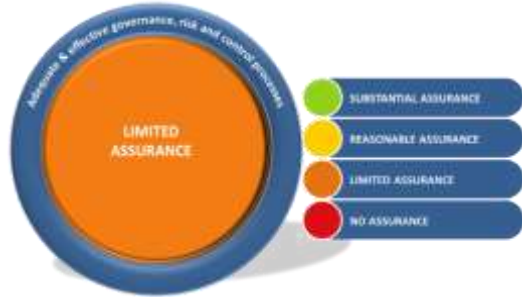 Adequate & effective governance, risk and control processes
LIMITED
ASSURANCE
SUBSTANTIAL ASSURANCE
REASONABLE ASSURANCE
LIMITED ASSURANCE
NO ASSURANCE